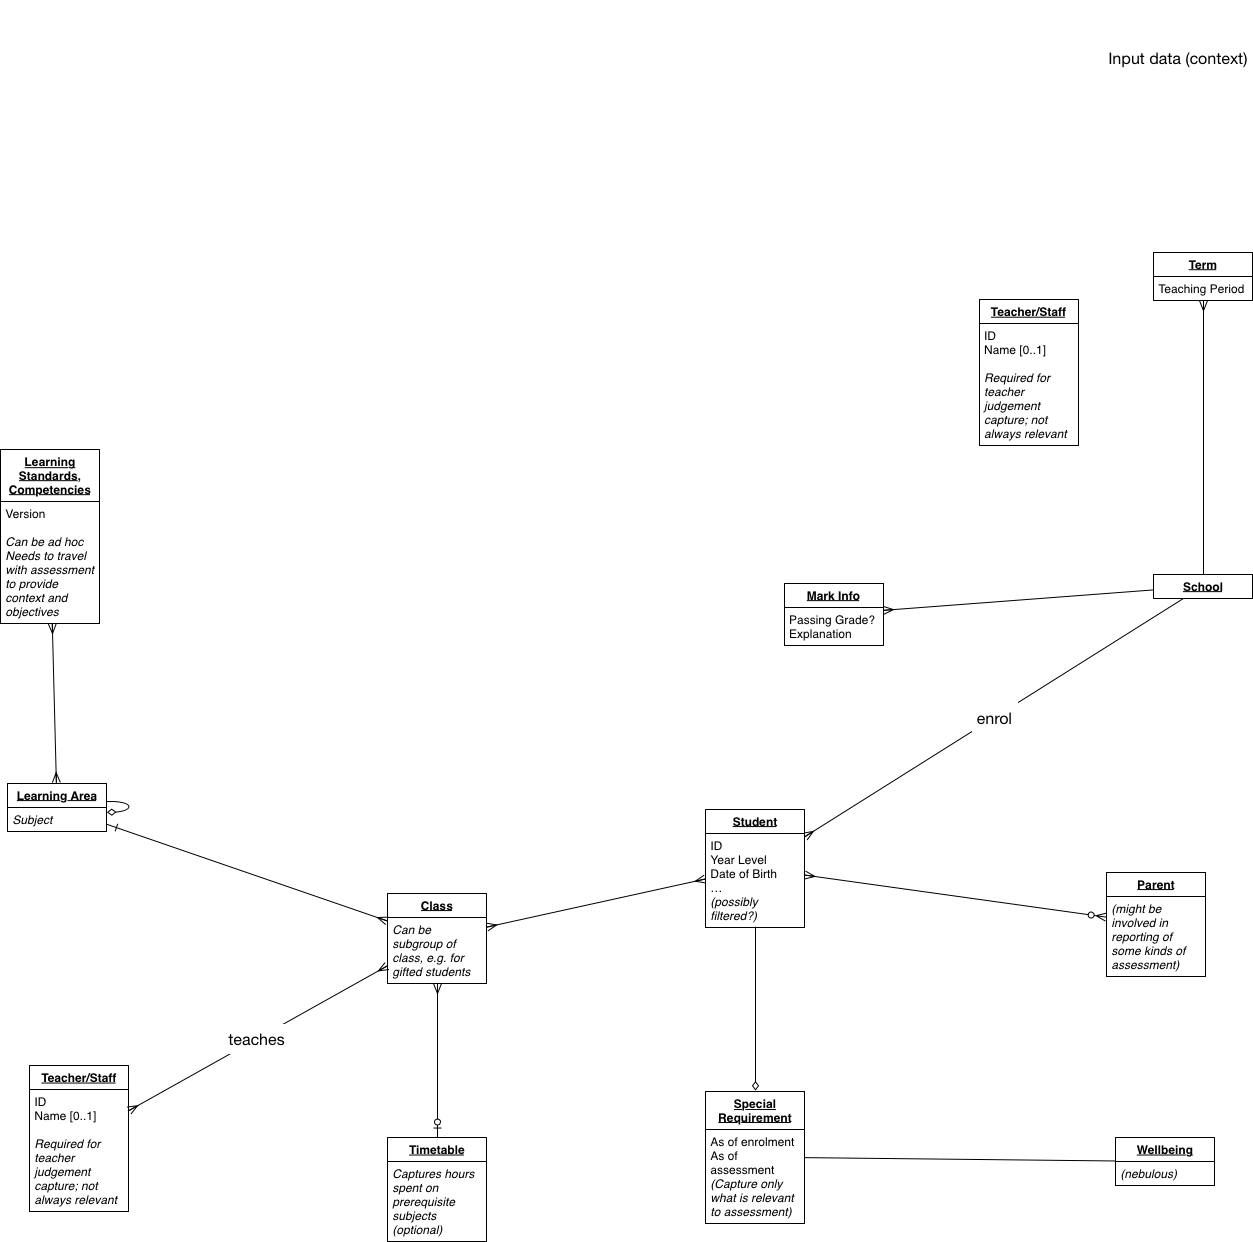 Input data (context)
Term
Teaching Period
Teacher/Staff
ID
Name [0..1]
Required for
teacher
judgement
capture; not
always relevant
Learning
Standards,
Competencies
Version
Can be ad hoc
Needs to travel
with assessment
to provide
context and
objectives
School
Mark Info
Passing Grade?
Explanation
enrol
Learning Area
Subject
Student
ID
Year Level
Date of Birth
…
(possibly
filtered?)
Parent
(might be
involved in
reporting of
some kinds of
assessment)
Class
Can be
subgroup of
class, e.g. for
gifted students
teaches
Teacher/Staff
ID
Name [0..1]
Required for
teacher
judgement
capture; not
always relevant
Timetable
Captures hours
spent on
prerequisite
subjects
(optional)
Special
Requirement
As of enrolment
As of
assessment
(Capture only
what is relevant
to assessment)
Wellbeing
(nebulous)